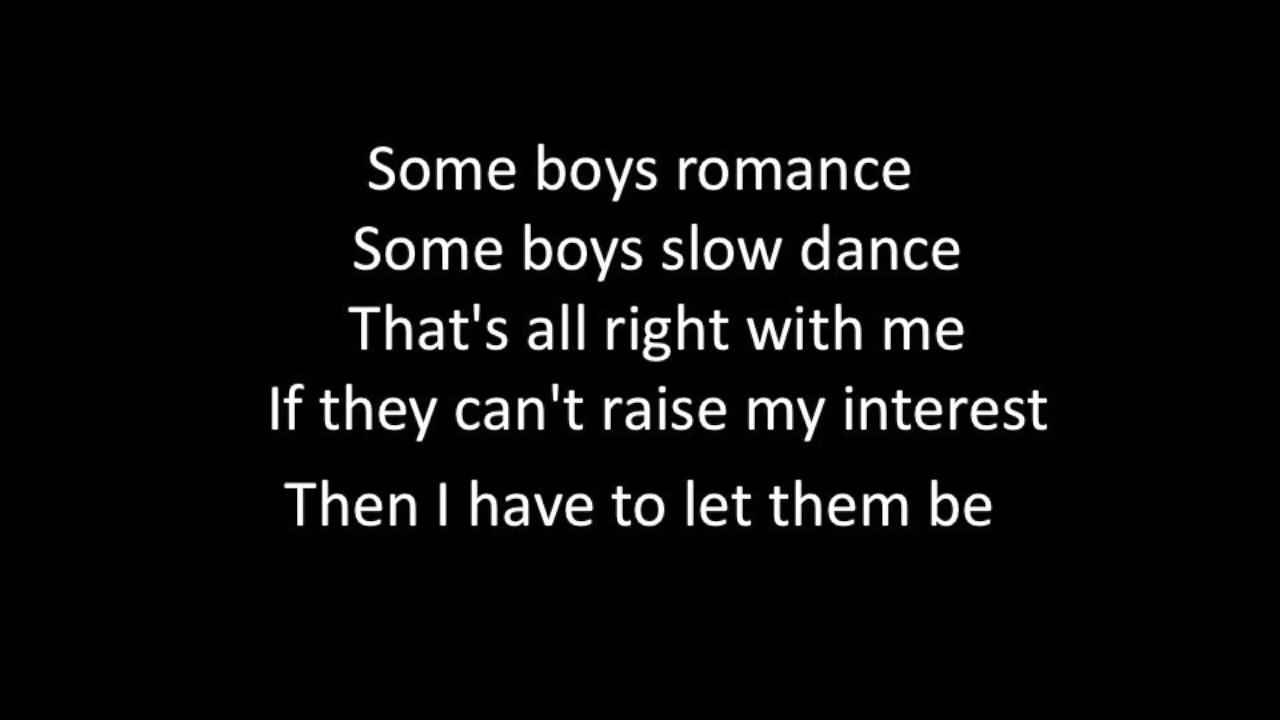 Some boys romance
Some boys slow dance
That's all right with me
If they can't raise my interest
Then I have to let them be